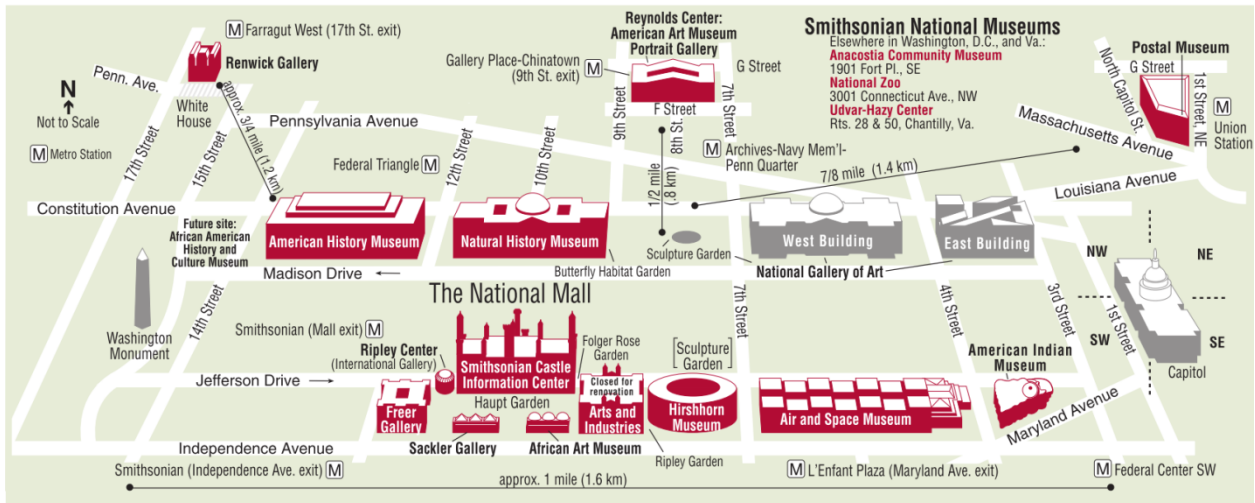 Farragut West (17th St. exit)
M
Renwick Gallery
Penn. Ave.
White
House
approx. 3/4 mile (1.2 km)
N
Not to Scale
M Metro Station
17th Street
15th Street
Pennsylvania Avenue
Federal Triangle M
12th Street
10th Street
Reynolds Center:
American Art Museum
Portrait Gallery
Gallery Place-Chinatown
(9th St. exit)
M
G Street
F Street
9th Street
8th St.
7th Street
1/2 mile
(.8 km)
M Archives-Navy Mem'l-
Penn Quarter
7/8 mile (1.4 km)
Smithsonian National Museums
Elsewhere in Washington, D.C., and Va.:
Anacostia Community Museum
1901 Fort Pl., SE
National Zoo
3001 Connecticut Ave., NW
Udvar-Hazy Center
Rts. 28 & 50, Chantilly, Va.
Postal Museum
G Street
North Capitol St.
1st Street, NE
M
Union
Station
Massachusetts Avenue
Louisiana Avenue
Constitution Avenue
Future site:
African American
History and
Culture Museum
American History Museum
Natural History Museum
Butterfly Habitat Garden
Sculpture Garden
West Building
East Building
National Gallery of Art
Madison Drive
NW
NE
SW
SE
Capitol
Washington
Monument
14th Street
The National Mall
7th Street
4th Street
3rd Street
1st Street
Smithsonian (Mall exit) M
Ripley Center
(International Gallery)
Smithsonian Castle
Information Center
Folger Rose
Garden
[Sculpture
Garden]
American Indian
Museum
Jefferson Drive
Closed for
renovation
Freer
Gallery
Haupt Garden
Arts and
Industries
Hirshhorn
Museum
Air and Space Museum
Maryland Avenue
Independence Avenue
Sackler Gallery
African Art Museum
Ripley Garden
Smithsonian (Independence Ave. exit) M
approx. 1 mile (1.6 km)
M L'Enfant Plaza (Maryland Ave. exit)
M Federal Center SW